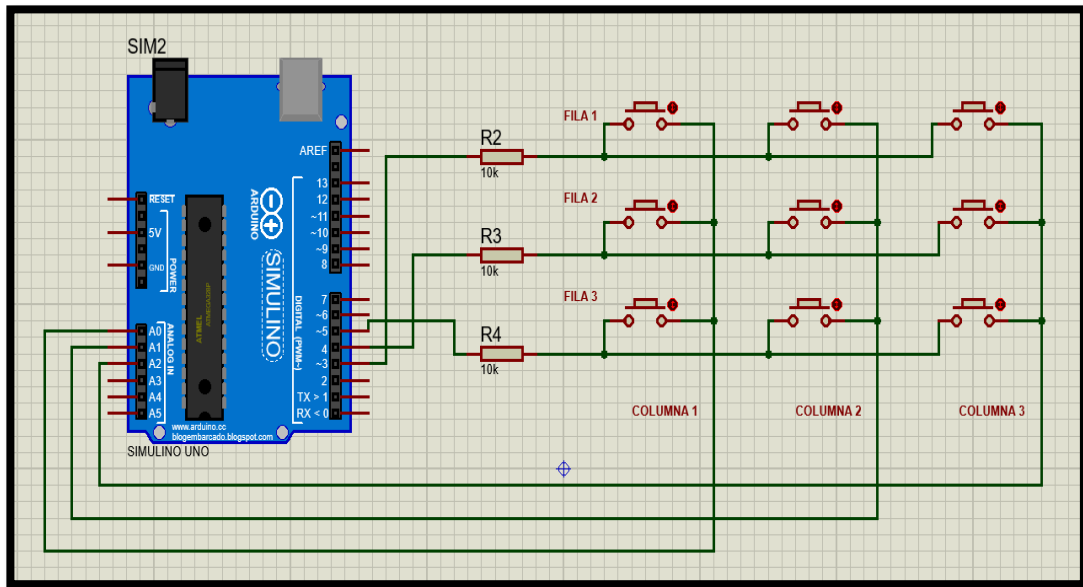 SIM2
AREF
13
12
~11
~10
~9
8
7
~6
~5
4
~3
2
TX > 1
RX < 0
DIGITAL (PWM~)
ARDUINO
SIMULINO
RESET
5V
GND
POWER
A0
A1
A2
A3
A4
A5
ANALOG IN
ATMEL
www.arduino.cc
blogembarcado.blogspot.com
SIMULINO UNO
R2
10k
R3
10k
R4
10k
FILA 1
FILA 2
FILA 3
COLUMNA 1
COLUMNA 2
COLUMNA 3